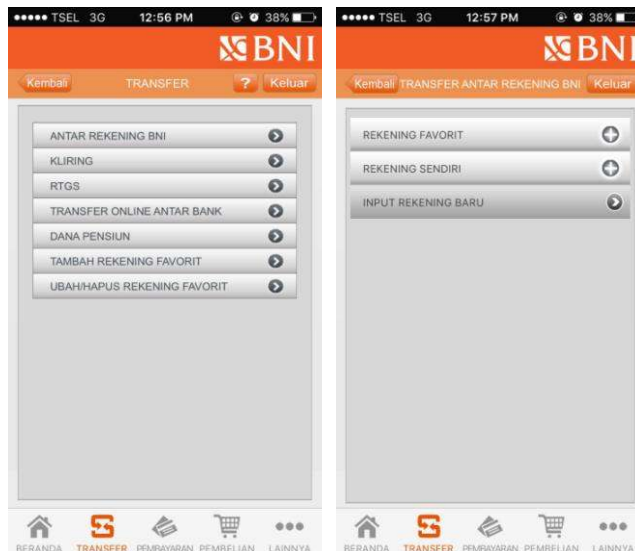 TSEL 3G 12:56 PM 38%
BNI
Kembali TRANSFER ? Keluar
ANTAR REKENING BNI
KLIRING
RTGS
TRANSFER ONLINE ANTAR BANK
DANA PENSIUN
TAMBAH REKENING FAVORIT
UBAH/HAPUS REKENING FAVORIT
BERANDA TRANSFER PEMBAYARAN PEMBELIAN LAINNYA
TSEL 3G 12:57 PM 38%
BNI
Kembali TRANSFER ANTAR REKENING BNI Keluar
REKENING FAVORIT
REKENING SENDIRI
INPUT REKENING BARU
BERANDA TRANSFER PEMBAYARAN PEMBELIAN LAINNYA